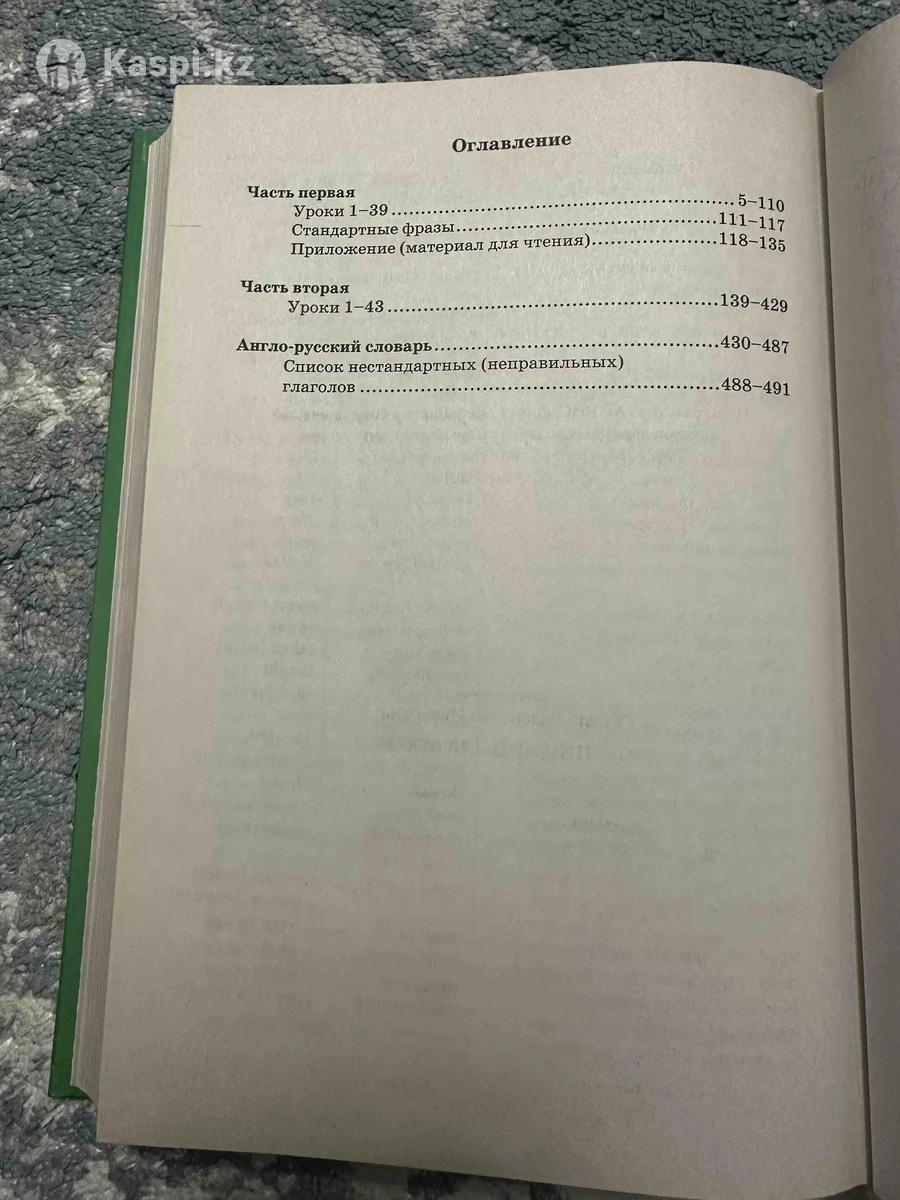 Kaspi.kz
Оглавление
Часть первая
Уроки 1–39 ........ 5–110
Стандартные фразы ........ 111–117
Приложение (материал для чтения) ........ 118–135
Часть вторая
Уроки 1–43 ........ 139–429
Англо-русский словарь ........ 430–487
Список нестандартных (неправильных)
глаголов ........ 488–491